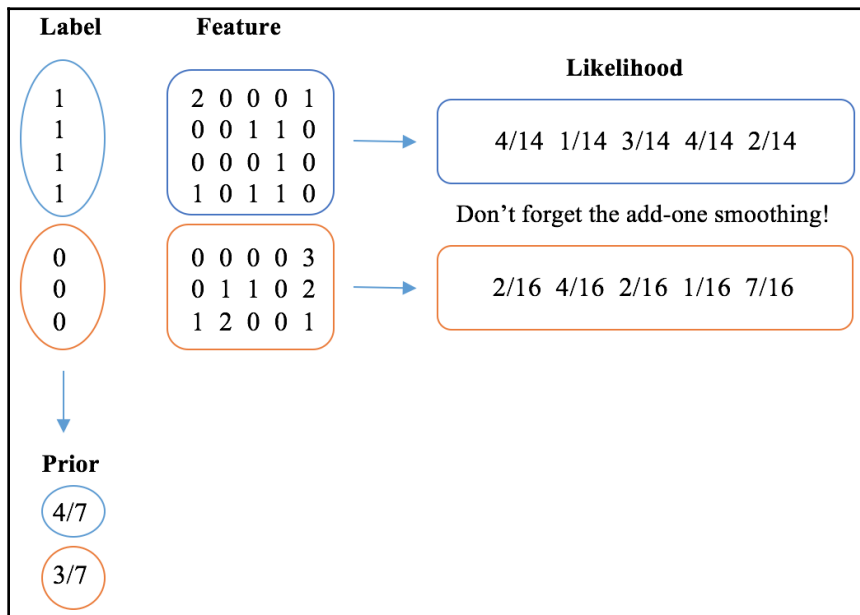 Label Feature
Likelihood
1 2 0 0 0 1
1 0 0 1 1 0
1 0 0 0 1 0
1 1 0 1 1 0
4/14 1/14 3/14 4/14 2/14
Don’t forget the add-one smoothing!
0 0 0 0 0 3
0 0 1 1 0 2
0 1 2 0 0 1
2/16 4/16 2/16 1/16 7/16
Prior
4/7
3/7